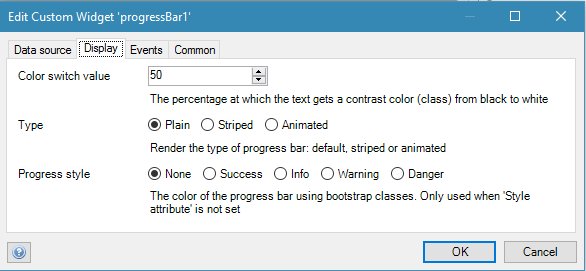 Edit Custom Widget 'progressBar1'
Data source Display Events Common
Color switch value 50
The percentage at which the text gets a contrast color (class) from black to white
Type Plain Striped Animated
Render the type of progress bar: default, striped or animated
Progress style None Success Info Warning Danger
The color of the progress bar using bootstrap classes. Only used when 'Style
attribute' is not set
? OK Cancel